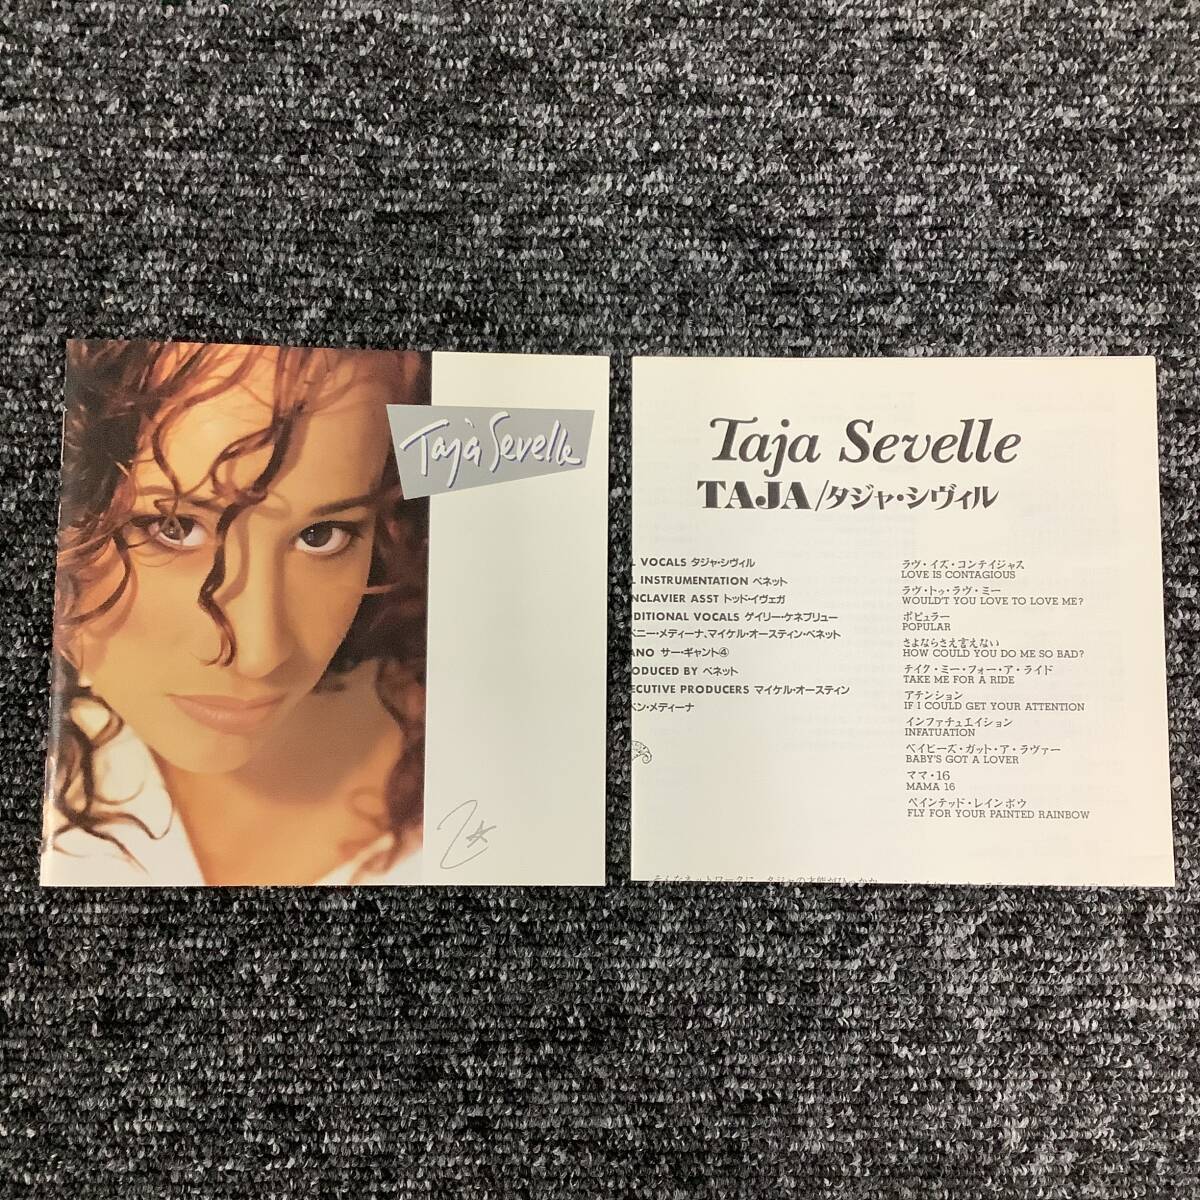 Taja Sevelle
Taja Sevelle
TAJA/タジャ・シヴィル
L VOCALS タジャ・シヴィル
L INSTRUMENTATION ベネット
NCLAVIER ASST トッド・イヴェガ
DITIONAL VOCALS ゲイリー・ケネブリュー
ベニー・メディーナ、マイケル・オースティン・ベネット
ANO サー・ギャント④
ODUCED BY ベネット
ECUTIVE PRODUCERS マイケル・オースティン
ベン・メディーナ
ラヴ・イズ・コンテイジャス
LOVE IS CONTAGIOUS
ラヴ・トゥ・ラヴ・ミー
WOULD'T YOU LOVE TO LOVE ME?
ポピュラー
POPULAR
さよならさえ言えない
HOW COULD YOU DO ME SO BAD?
テイク・ミー・フォー・ア・ライド
TAKE ME FOR A RIDE
アテンション
IF I COULD GET YOUR ATTENTION
インファチュエイション
INFATUATION
ベイビーズ・ガット・ア・ラヴァー
BABY'S GOT A LOVER
ママ・16
MAMA 16
ペインテッド・レインボウ
FLY FOR YOUR PAINTED RAINBOW